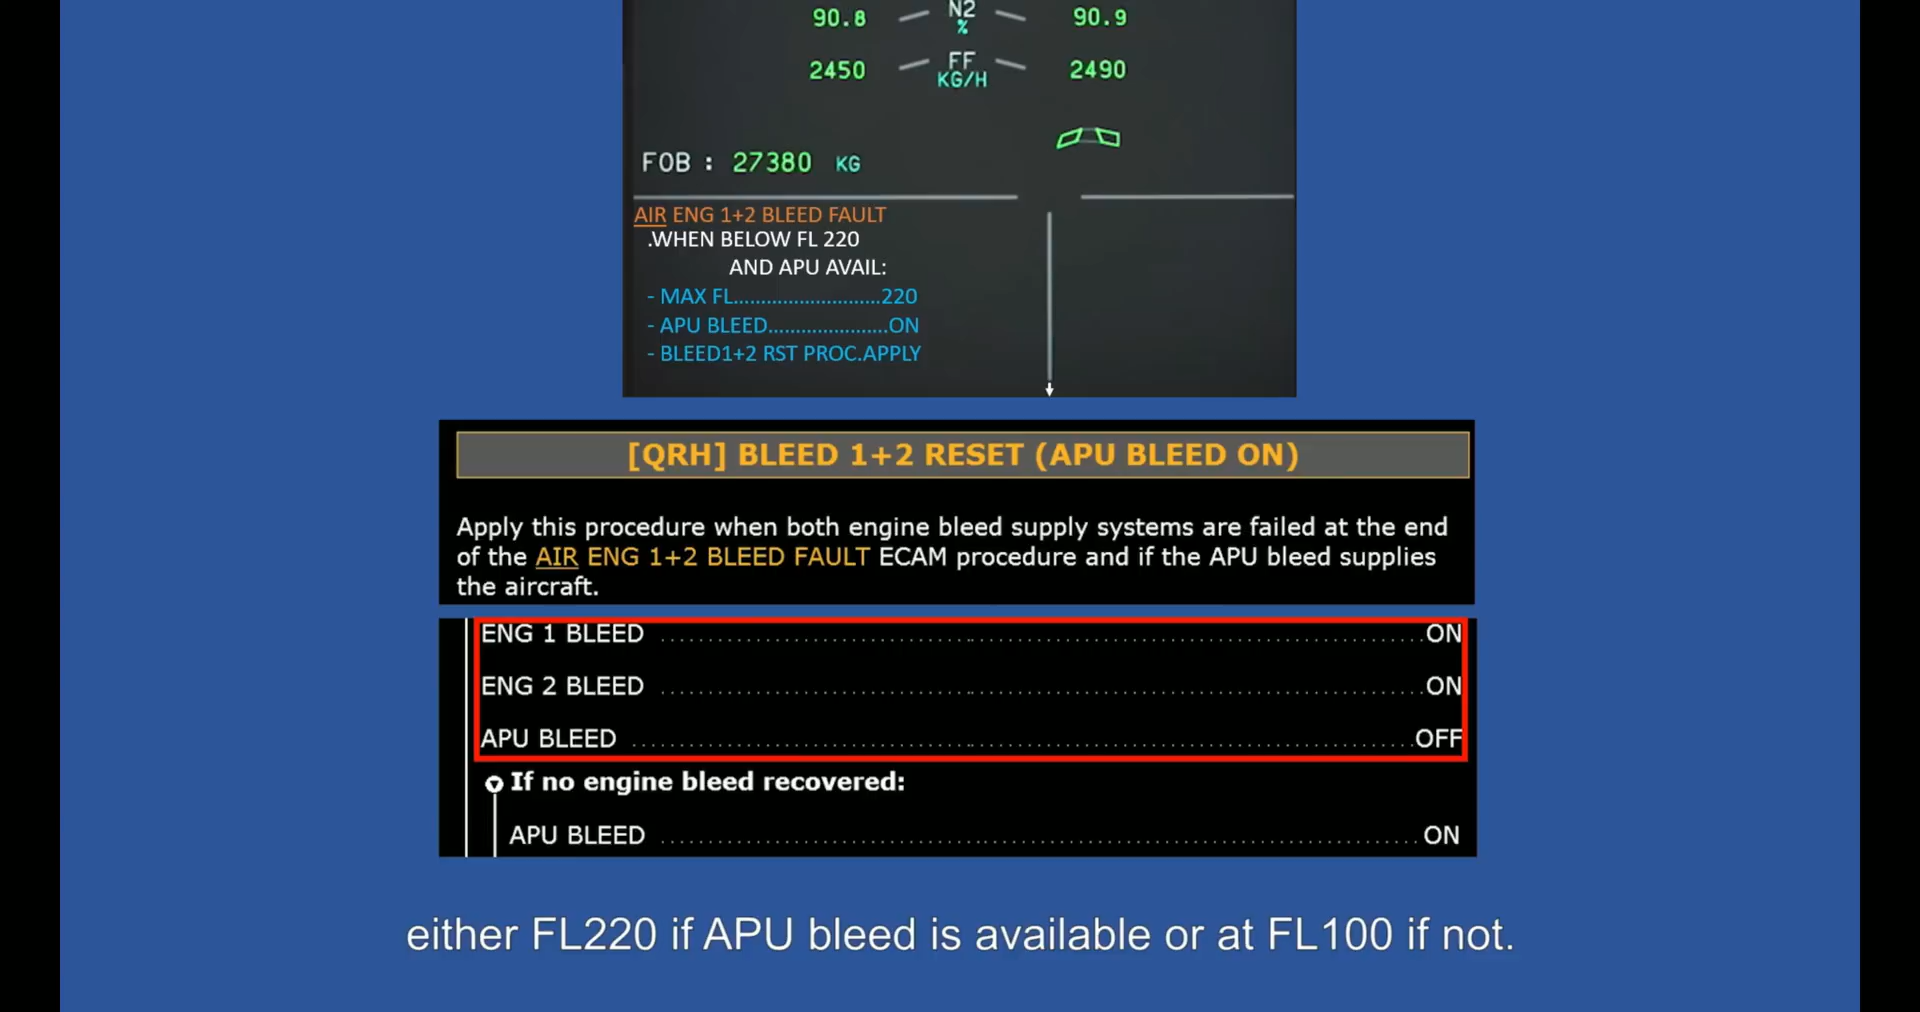 90.8 N2 90.9
%
2450 FF 2490
KG/H
FOB : 27380 KG
AIR ENG 1+2 BLEED FAULT
.WHEN BELOW FL 220
AND APU AVAIL:
- MAX FL...........................220
- APU BLEED......................ON
- BLEED1+2 RST PROC.APPLY
[QRH] BLEED 1+2 RESET (APU BLEED ON)
Apply this procedure when both engine bleed supply systems are failed at the end
of the AIR ENG 1+2 BLEED FAULT ECAM procedure and if the APU bleed supplies
the aircraft.
ENG 1 BLEED ........................................ ON
ENG 2 BLEED ........................................ ON
APU BLEED ........................................ OFF
If no engine bleed recovered:
APU BLEED ........................................ ON
either FL220 if APU bleed is available or at FL100 if not.